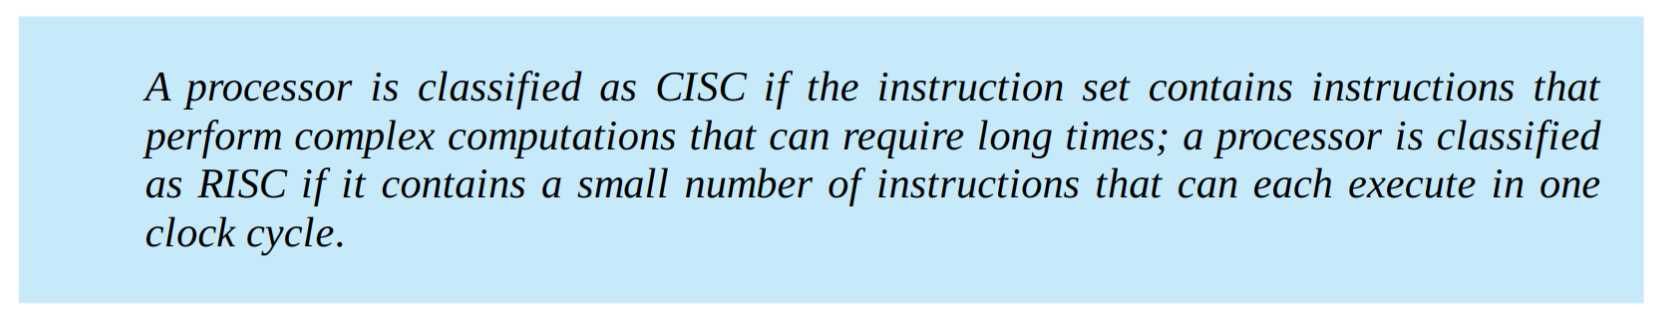 A processor is classified as CISC if the instruction set contains instructions that
perform complex computations that can require long times; a processor is classified
as RISC if it contains a small number of instructions that can each execute in one
clock cycle.